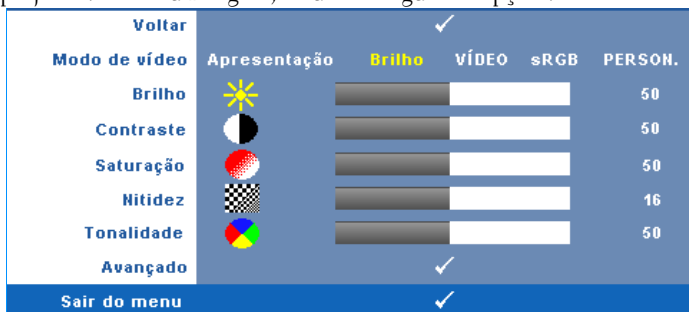 Voltar
Modo de vídeo Apresentação Brilho VÍDEO sRGB PERSON.
Brilho 50
Contraste 50
Saturação 50
Nitidez 16
Tonalidade 50
Avançado
Sair do menu